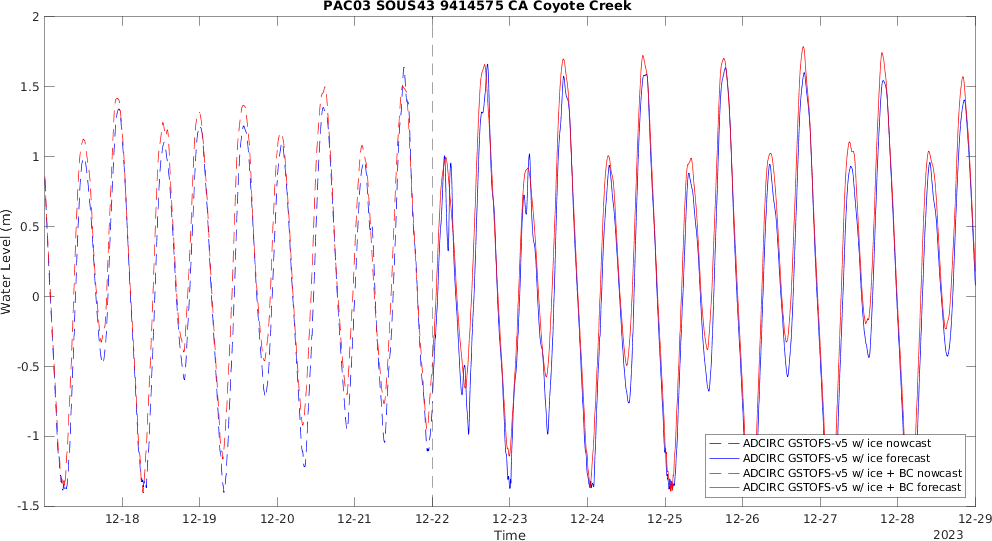 PAC03 SOUS43 9414575 CA Coyote Creek
2
1.5
1
0.5
0
-0.5
-1
-1.5
Water Level (m)
ADCIRC GSTOFS-v5 w/ ice nowcast
ADCIRC GSTOFS-v5 w/ ice forecast
ADCIRC GSTOFS-v5 w/ ice + BC nowcast
ADCIRC GSTOFS-v5 w/ ice + BC forecast
12-18 12-19 12-20 12-21 12-22 12-23 12-24 12-25 12-26 12-27 12-28 12-29
Time
2023